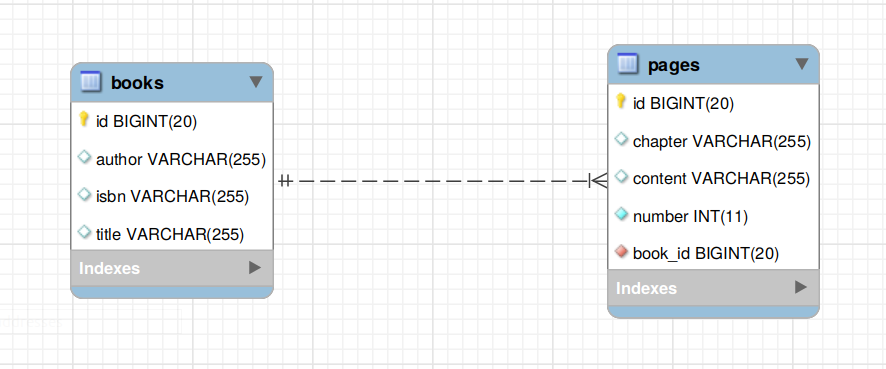 books
id BIGINT(20)
author VARCHAR(255)
isbn VARCHAR(255)
title VARCHAR(255)
Indexes
pages
id BIGINT(20)
chapter VARCHAR(255)
content VARCHAR(255)
number INT(11)
book_id BIGINT(20)
Indexes